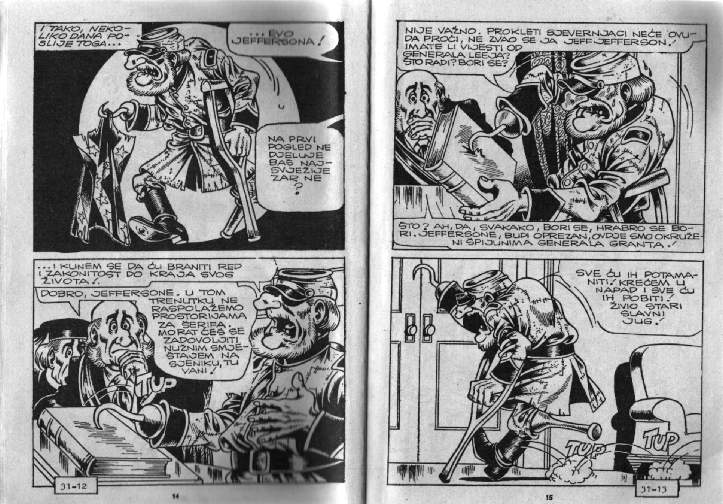 I TAKO, NEKO-
LIKO DANA PO-
SLIJE TOGA...
...EVO
JEFFERSONA!
NA PRVI
POGLED NE
DJELUJE
BAŠ NAJ-
SVJEŽIJE
ZAR NE
?
...I KUNEM SE DA ĆU BRANITI RED
I ZAKONITOST DO KRAJA SVOG
ŽIVOTA!
DOBRO, JEFFERSONE. U TOM
TRENUTKU NE
RASPOLAŽEMO
PROSTORIJAMA
ZA ŠERIFA.
MORAT ĆEŠ SE
ZADOVOLJITI
NUŽNIM SMJE-
ŠTAJEM NA
SJENIKU, TU
VANI!
TUP
31-12
14
NIJE VAŽNO. PROKLETI SJEVERNJACI NEĆE OVU-
DA PROĆI, NE ZVAO SE JA JEFF JEFFERSON!
IMATE LI VIJESTI OD
GENERALA LEEJA?
ŠTO RADI? BORI SE?
ŠTO? AH, DA, SVAKAKO, BORI SE, HRABRO SE BO-
RI. JEFFERSONE, BUDI OPREZAN, OVDJE SMO OKRUŽE-
NI ŠPIJUNIMA GENERALA GRANTA!
SVE ĆU IH POTAMA-
NITI! KREĆEM U
NAPAD I SVE ĆU
IH POBITI!
ŽIVIO STARI
SLAVNI
JUG!
TUP
TUP
31-13
15